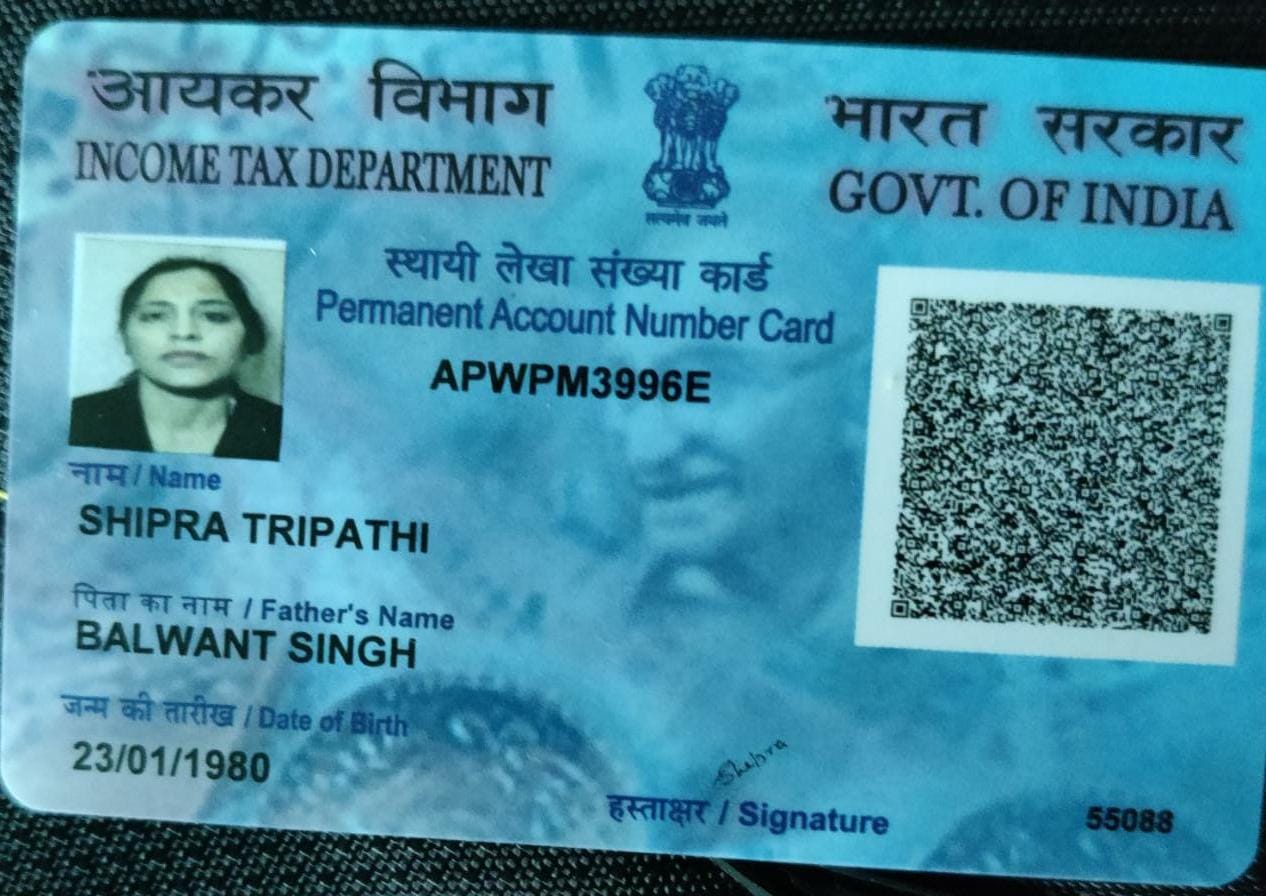 आयकर विभाग
INCOME TAX DEPARTMENT
सत्यमेव जयते
भारत सरकार
GOVT. OF INDIA
स्थायी लेखा संख्या कार्ड
Permanent Account Number Card
APWPM3996E
नाम / Name
SHIPRA TRIPATHI
पिता का नाम / Father's Name
BALWANT SINGH
जन्म की तारीख / Date of Birth
23/01/1980
Shipra
हस्ताक्षर / Signature
55088